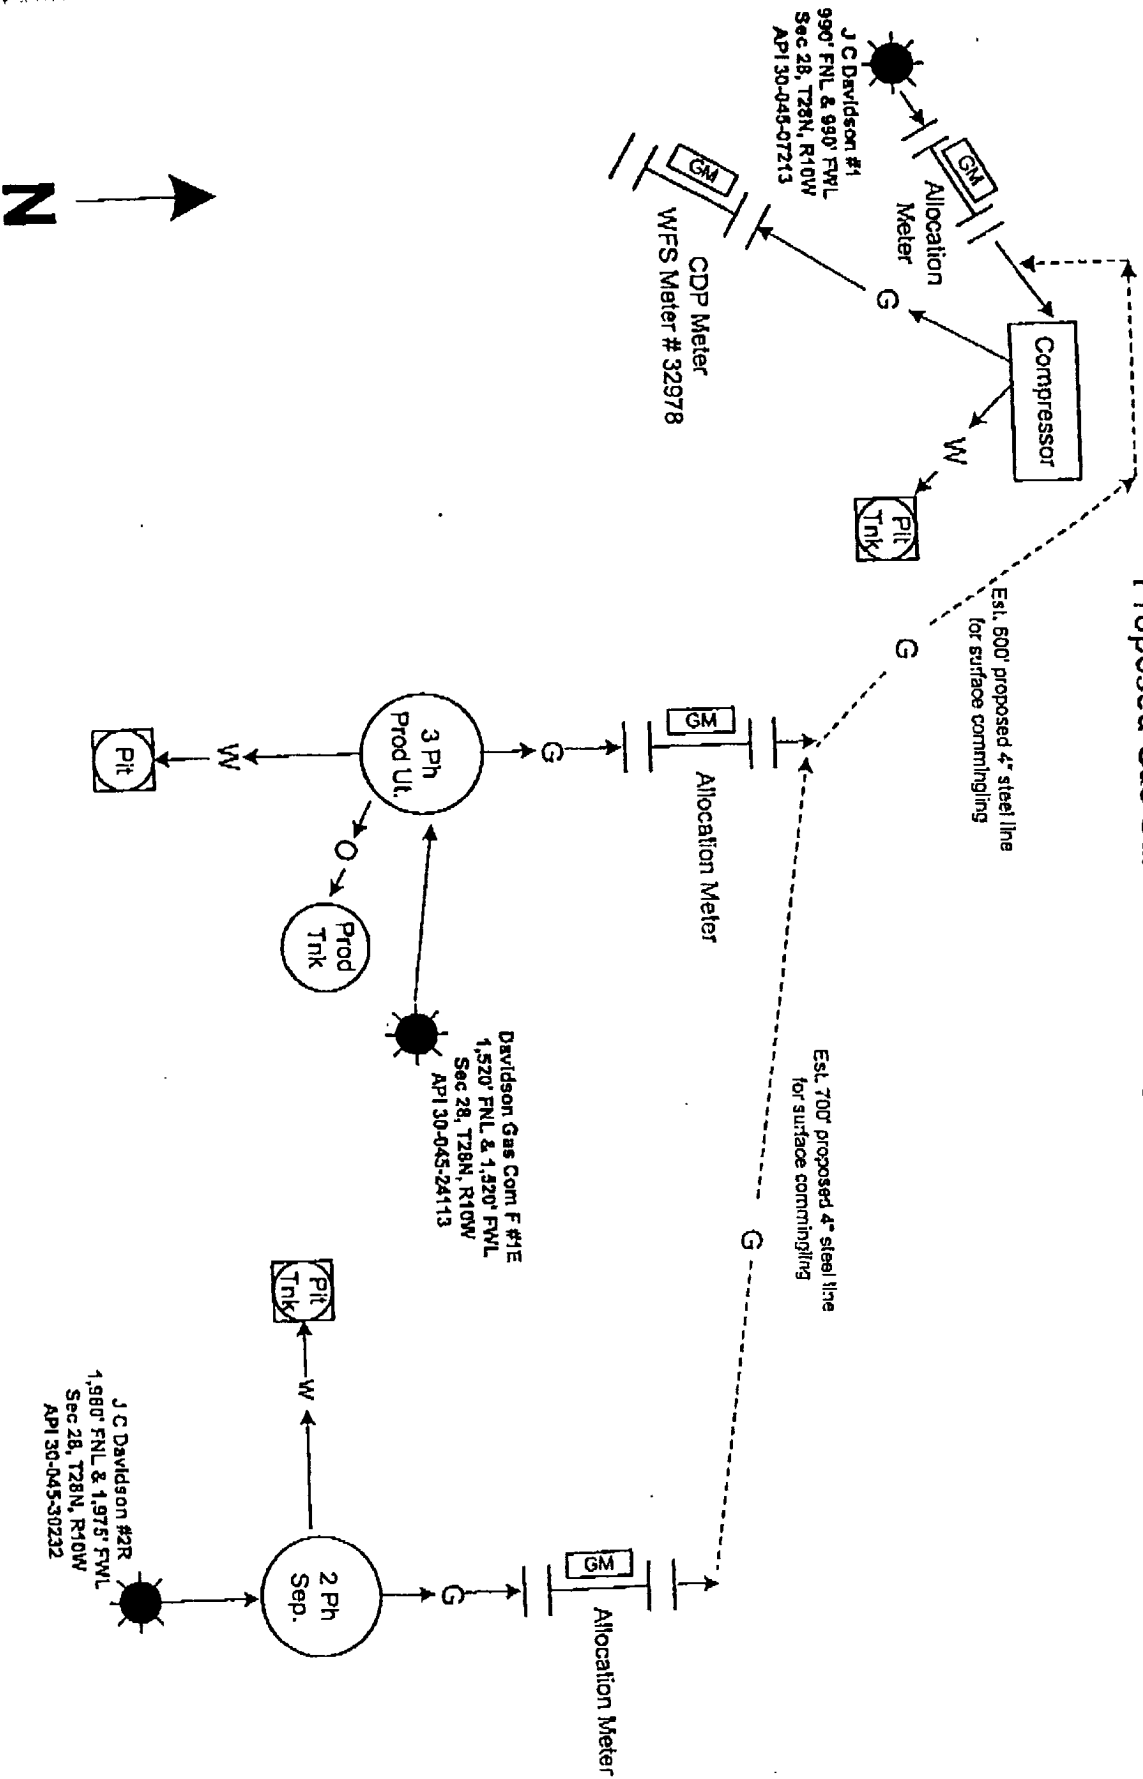 J C Davidson #1
990' FNL & 990' FWL
Sec 28, T28N, R10W
API 30-045-07213
GM
Allocation
Meter
Compressor
G
GM
CDP Meter
WFS Meter # 32978
W
Pit
Tnk
Est. 600' proposed 4" steel line
for surface commingling
G
GM
Allocation Meter
G
3 Ph
Prod Ut.
W
Pit
O
Prod
Tnk
Davidson Gas Com F #1E
1,520' FNL & 1,520' FWL
Sec 28, T28N, R10W
API 30-045-24113
Est. 700' proposed 4" steel line
for surface commingling
G
GM
Allocation Meter
G
2 Ph
Sep.
W
Pit
Tnk
J C Davidson #2R
1,980' FNL & 1,975' FWL
Sec 28, T28N, R10W
API 30-045-30232
N